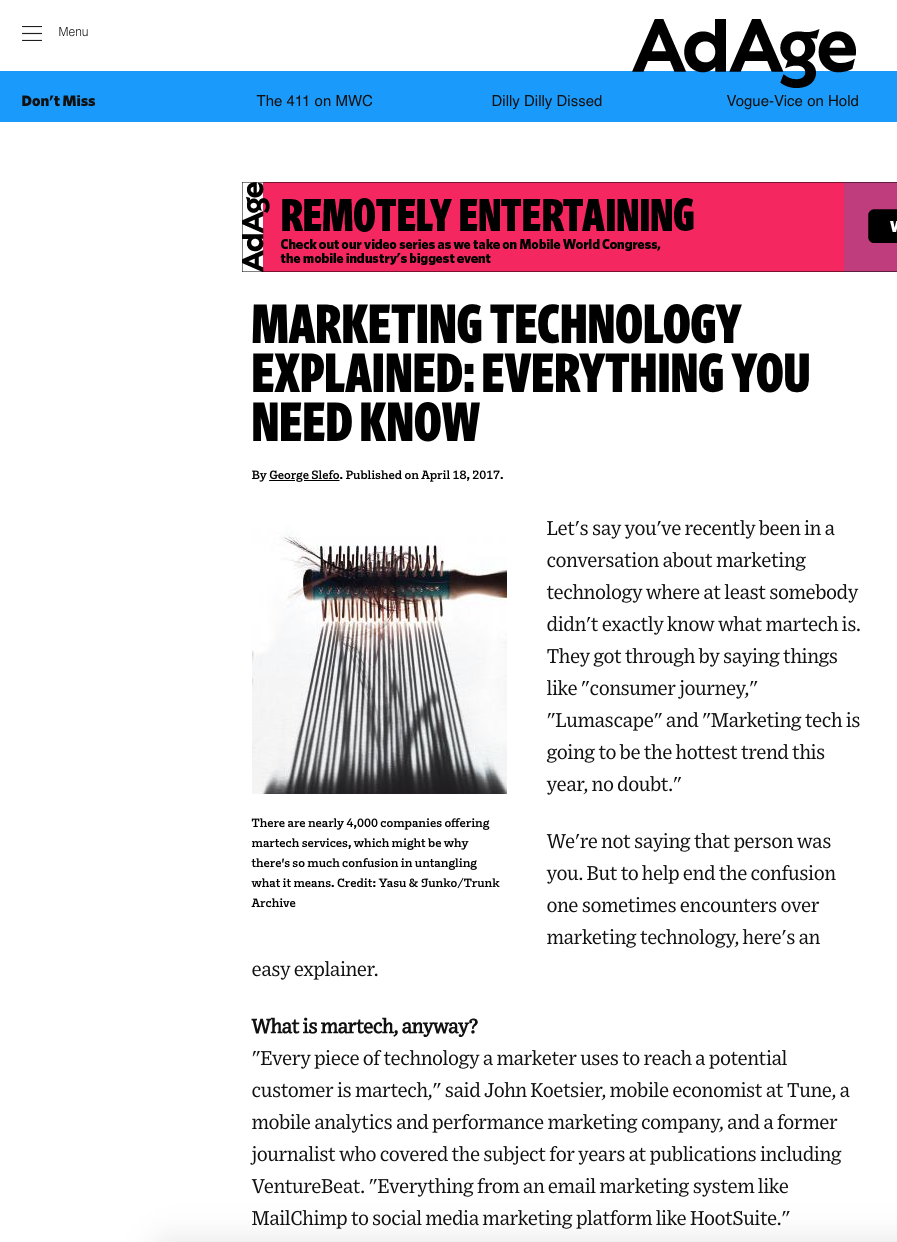 Menu
AdAge
Don't Miss
The 411 on MWC
Dilly Dilly Dissed
Vogue-Vice on Hold
AdAge
REMOTELY ENTERTAINING
Check out our video series as we take on Mobile World Congress,
the mobile industry's biggest event
MARKETING TECHNOLOGY
EXPLAINED: EVERYTHING YOU
NEED KNOW
By George Slefo. Published on April 18, 2017.
There are nearly 4,000 companies offering
martech services, which might be why
there's so much confusion in untangling
what it means. Credit: Yasu & Junko/Trunk
Archive
Let's say you've recently been in a
conversation about marketing
technology where at least somebody
didn't exactly know what martech is.
They got through by saying things
like "consumer journey,"
"Lumascape" and "Marketing tech is
going to be the hottest trend this
year, no doubt."
We're not saying that person was
you. But to help end the confusion
one sometimes encounters over
marketing technology, here's an
easy explainer.
What is martech, anyway?
"Every piece of technology a marketer uses to reach a potential
customer is martech," said John Koetsier, mobile economist at Tune, a
mobile analytics and performance marketing company, and a former
journalist who covered the subject for years at publications including
VentureBeat. "Everything from an email marketing system like
MailChimp to social media marketing platform like HootSuite."